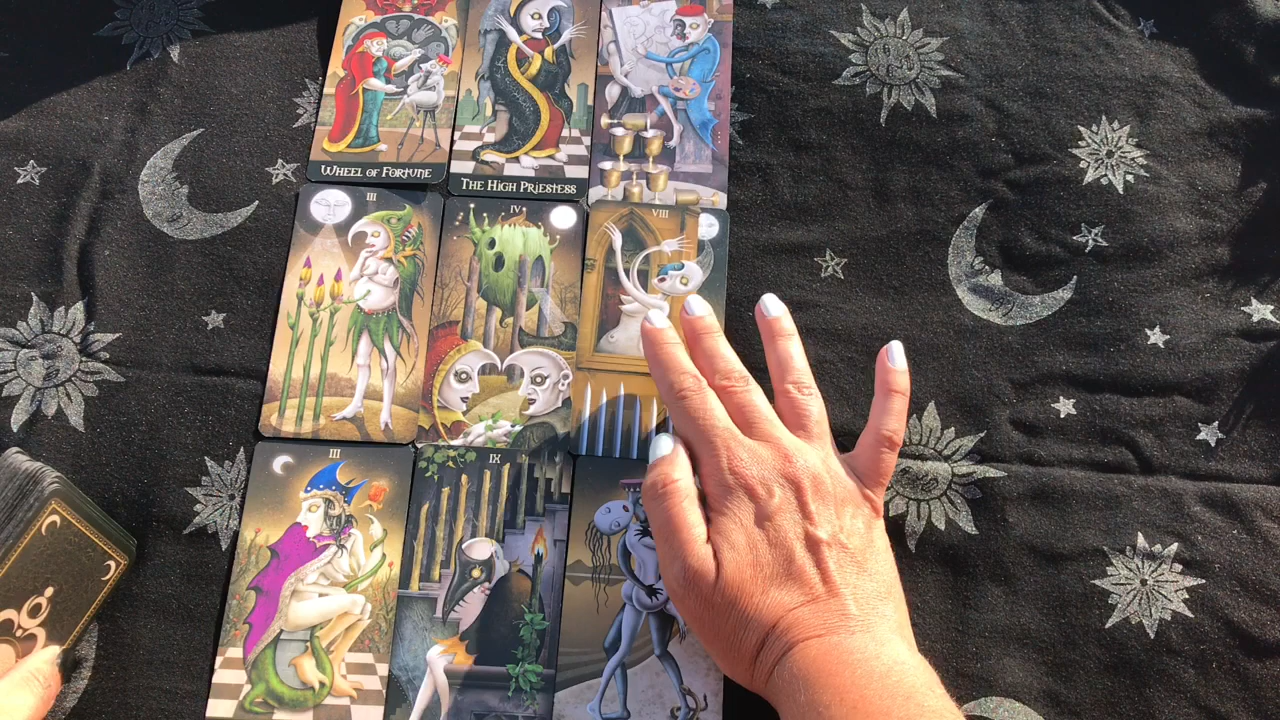 WHEEL OF FORTUNE
THE HIGH PRIESTESS
III
IV
VIII
III
IX